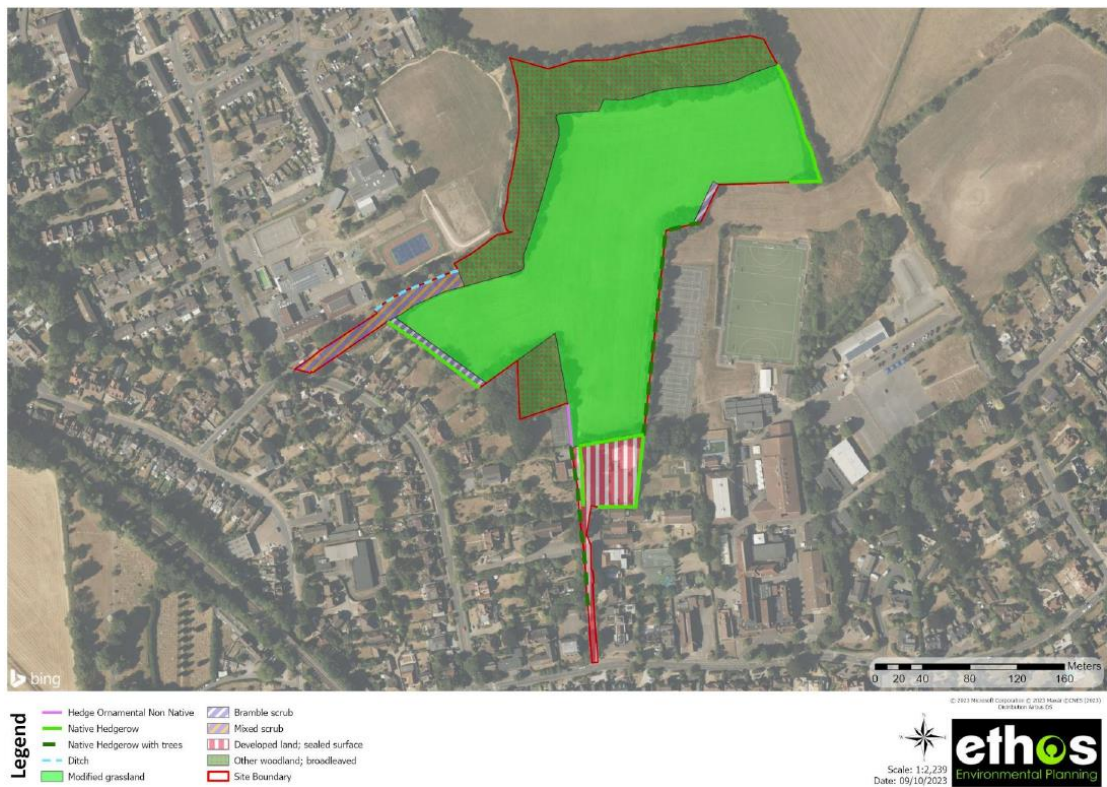 bing
Meters
0 20 40 80 120 160
Legend
Hedge Ornamental Non Native
Native Hedgerow
Native Hedgerow with trees
Ditch
Modified grassland
Bramble scrub
Mixed scrub
Developed land; sealed surface
Other woodland; broadleaved
Site Boundary
© 2023 Microsoft Corporation © 2023 Maxar ©CNES (2023)
Distribution Airbus DS
Scale: 1:2,239
Date: 09/10/2023
ethos
Environmental Planning